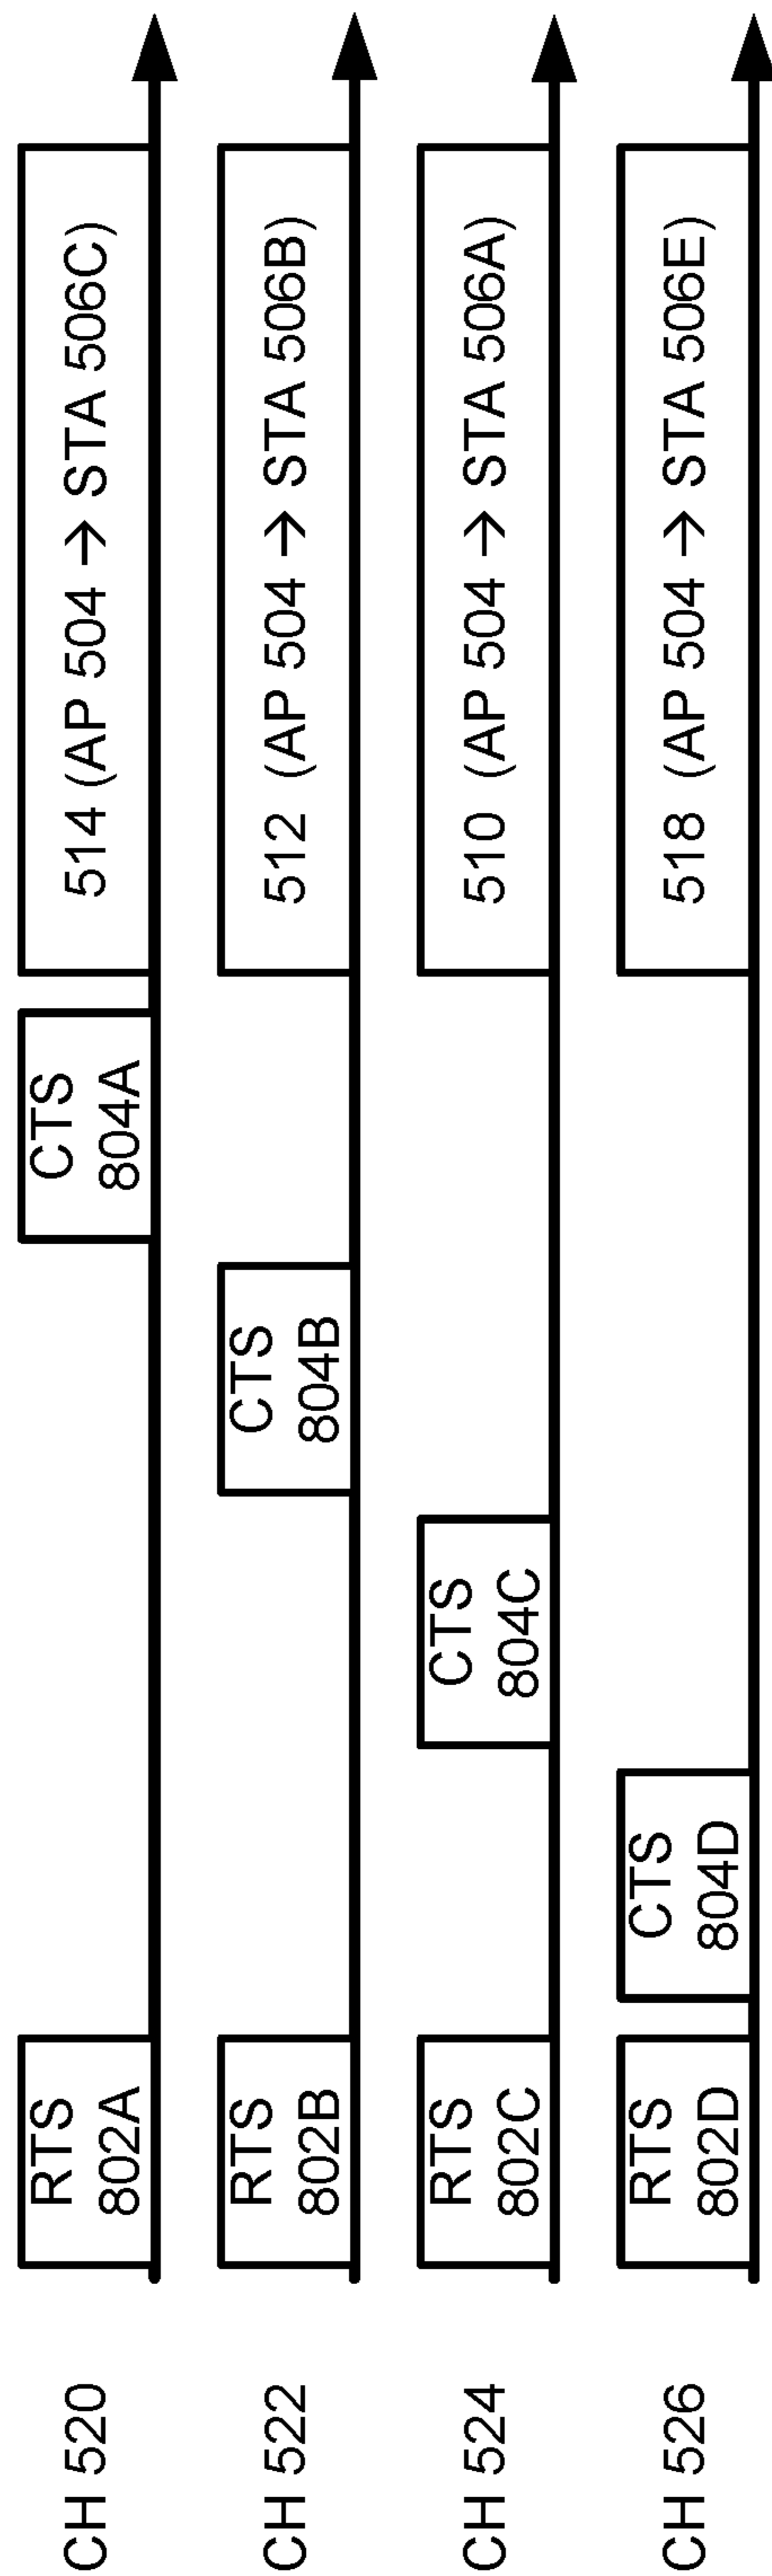 CH 520
RTS
802A
CTS
804A
514 (AP 504 → STA 506C)
CH 522
RTS
802B
CTS
804B
512 (AP 504 → STA 506B)
CH 524
RTS
802C
CTS
804C
510 (AP 504 → STA 506A)
CH 526
RTS
802D
CTS
804D
518 (AP 504 → STA 506E)